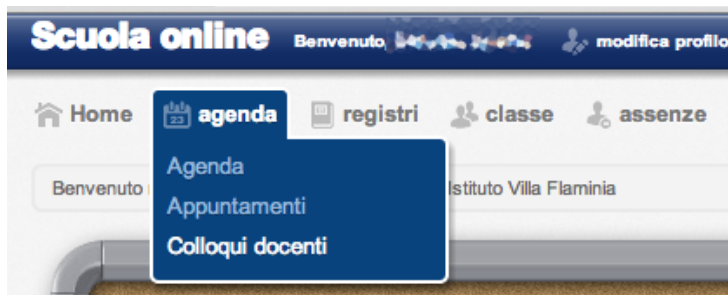 Scuola online Benvenuto, modifica profilo
Home agenda registri classe assenze
Agenda
Benvenuto Istituto Villa Flaminia
Appuntamenti
Colloqui docenti